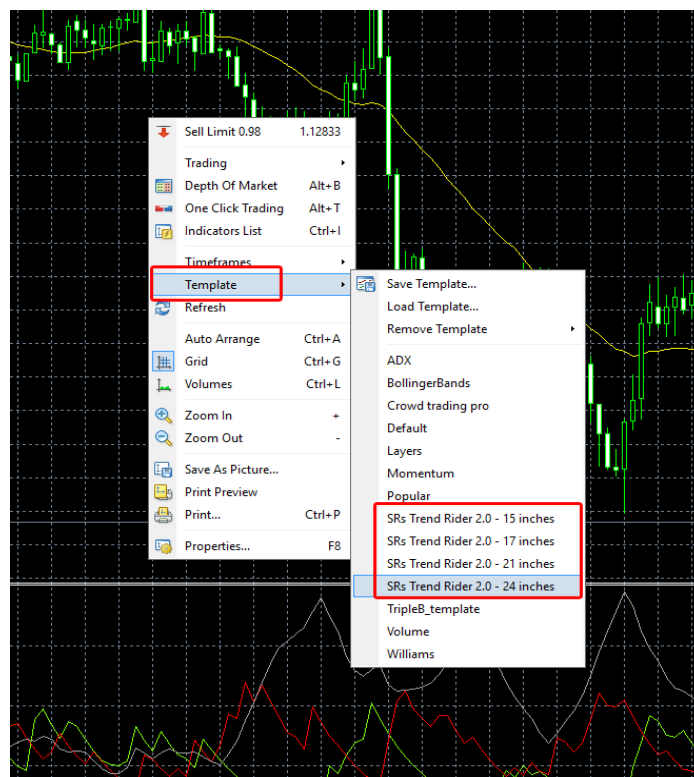 Sell Limit 0.98 1.12833
Trading
Depth Of Market Alt+B
One Click Trading Alt+T
Indicators List Ctrl+I
Timeframes
Template
Refresh
Auto Arrange Ctrl+A
Grid Ctrl+G
Volumes Ctrl+L
Zoom In +
Zoom Out -
Save As Picture...
Print Preview
Print... Ctrl+P
Properties... F8
Save Template...
Load Template...
Remove Template
ADX
BollingerBands
Crowd trading pro
Default
Layers
Momentum
Popular
SRs Trend Rider 2.0 - 15 inches
SRs Trend Rider 2.0 - 17 inches
SRs Trend Rider 2.0 - 21 inches
SRs Trend Rider 2.0 - 24 inches
TripleB_template
Volume
Williams